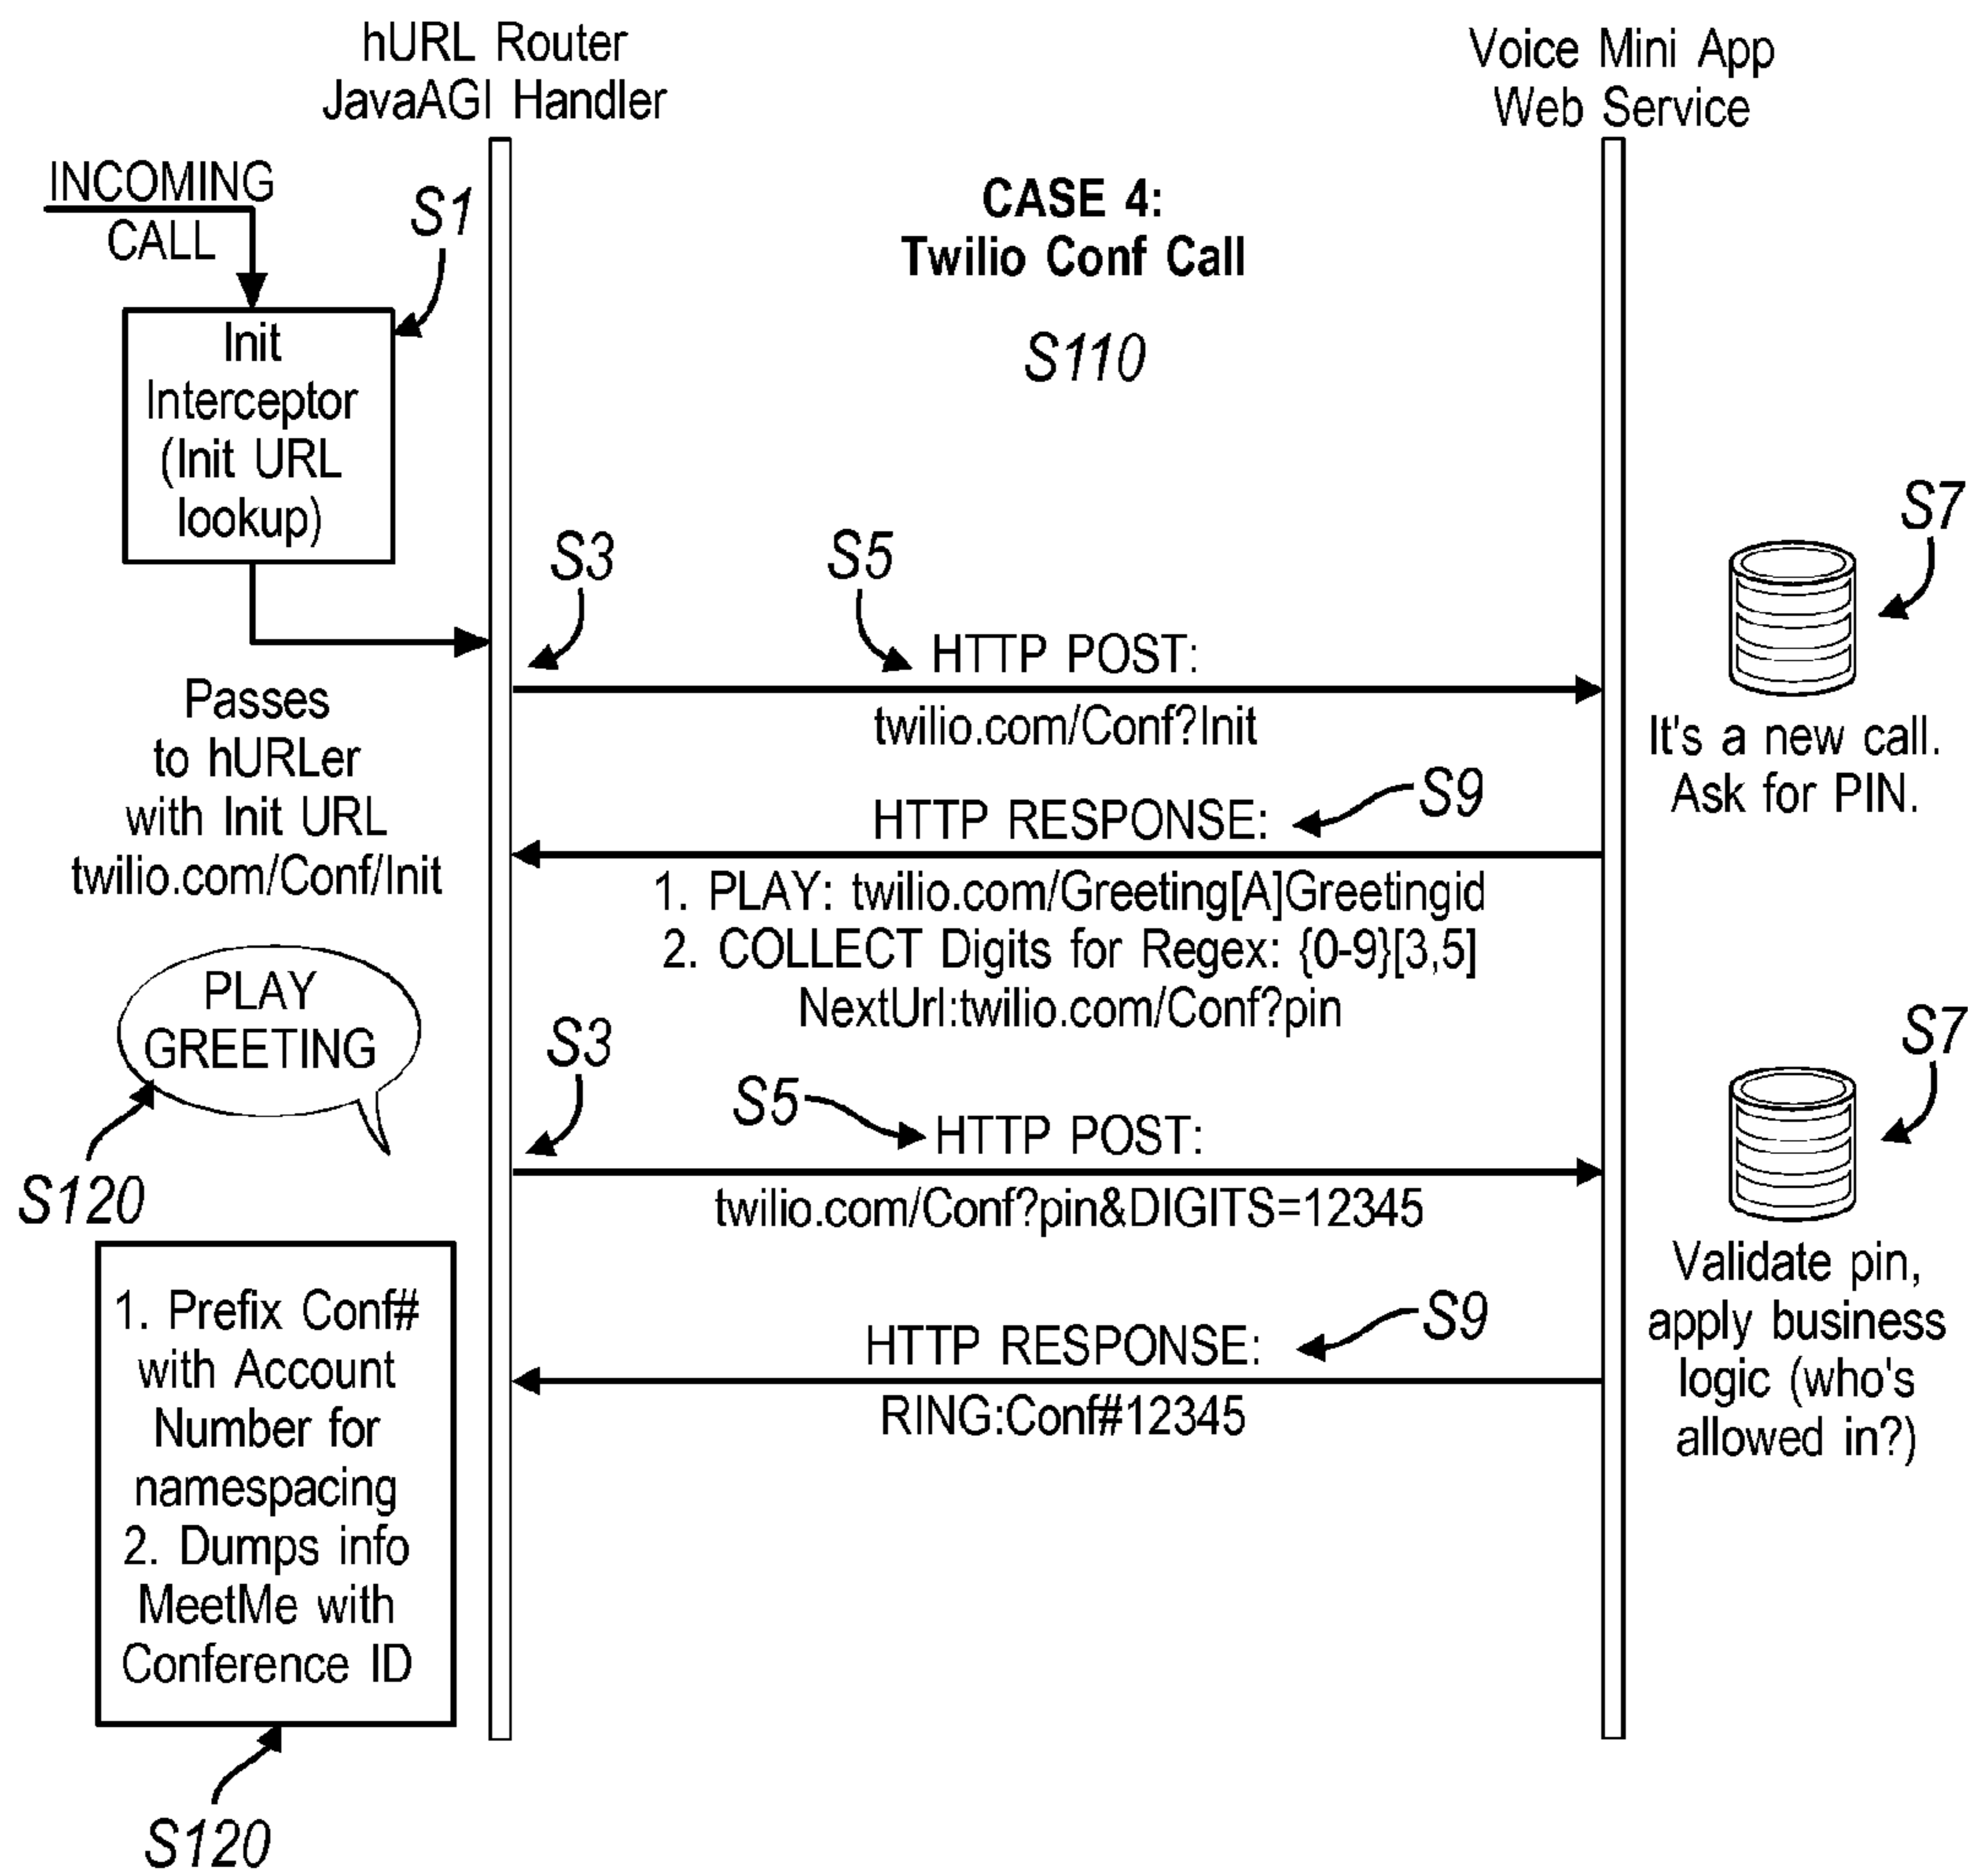 hURL Router
JavaAGI Handler
Voice Mini App
Web Service
INCOMING
CALL
S1
CASE 4:
Twilio Conf Call
S110
Init
Interceptor
(Init URL
lookup)
S3
S5
S7
HTTP POST:
twilio.com/Conf?Init
Passes
to hURLer
with Init URL
twilio.com/Conf/Init
It's a new call.
Ask for PIN.
S9
HTTP RESPONSE:
1. PLAY: twilio.com/Greeting[A]Greetingid
2. COLLECT Digits for Regex: {0-9}[3,5]
NextUrl:twilio.com/Conf?pin
PLAY
GREETING
S120
S3
S5
S7
HTTP POST:
twilio.com/Conf?pin&DIGITS=12345
Validate pin,
apply business
logic (who's
allowed in?)
S9
HTTP RESPONSE:
RING:Conf#12345
1. Prefix Conf#
with Account
Number for
namespacing
2. Dumps info
MeetMe with
Conference ID
S120